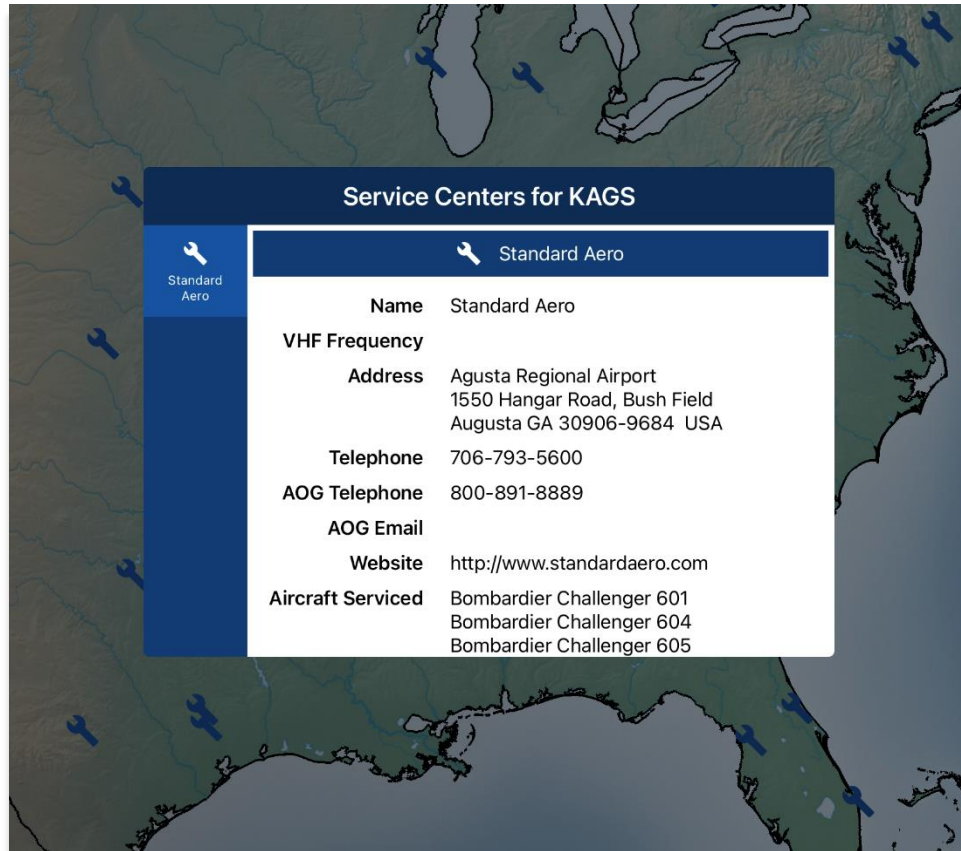 Service Centers for KAGS
Standard
Aero
Standard Aero
Name Standard Aero
VHF Frequency
Address Agusta Regional Airport
1550 Hangar Road, Bush Field
Augusta GA 30906-9684 USA
Telephone 706-793-5600
AOG Telephone 800-891-8889
AOG Email
Website http://www.standardaero.com
Aircraft Serviced Bombardier Challenger 601
Bombardier Challenger 604
Bombardier Challenger 605